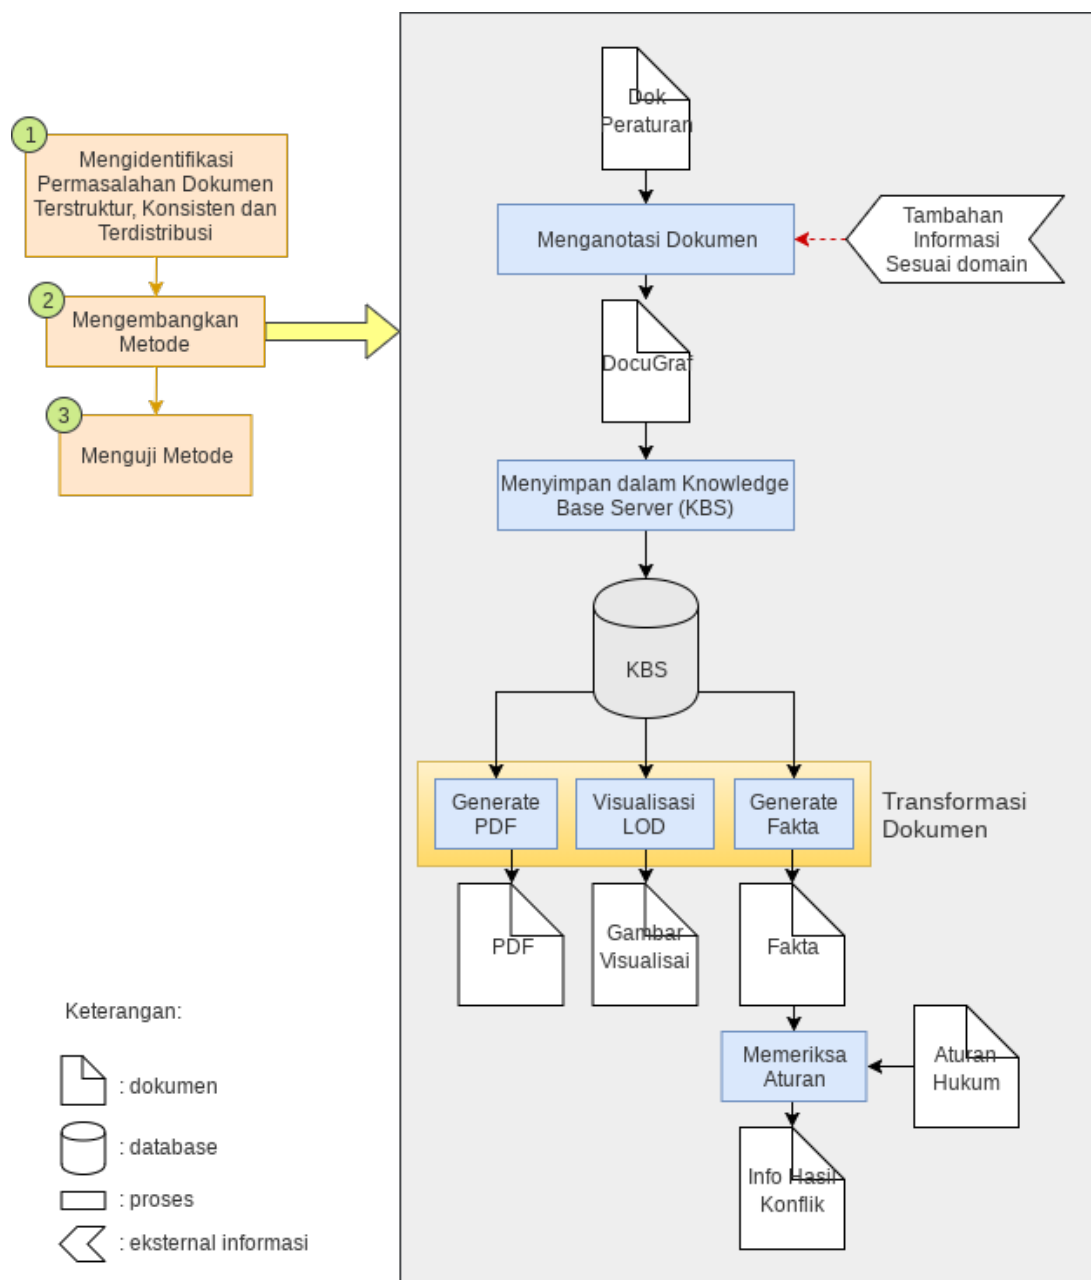 1
Mengidentifikasi
Permasalahan Dokumen
Terstruktur, Konsisten dan
Terdistribusi
2
Mengembangkan
Metode
3
Menguji Metode
Dok
Peraturan
Menganotasi Dokumen
Tambahan
Informasi
Sesuai domain
DocuGraf
Menyimpan dalam Knowledge
Base Server (KBS)
KBS
Generate
PDF
Visualisasi
LOD
Generate
Fakta
Transformasi
Dokumen
PDF
Gambar
Visualisai
Fakta
Memeriksa
Aturan
Aturan
Hukum
Info Hasil
Konflik
Keterangan:
: dokumen
: database
: proses
: eksternal informasi